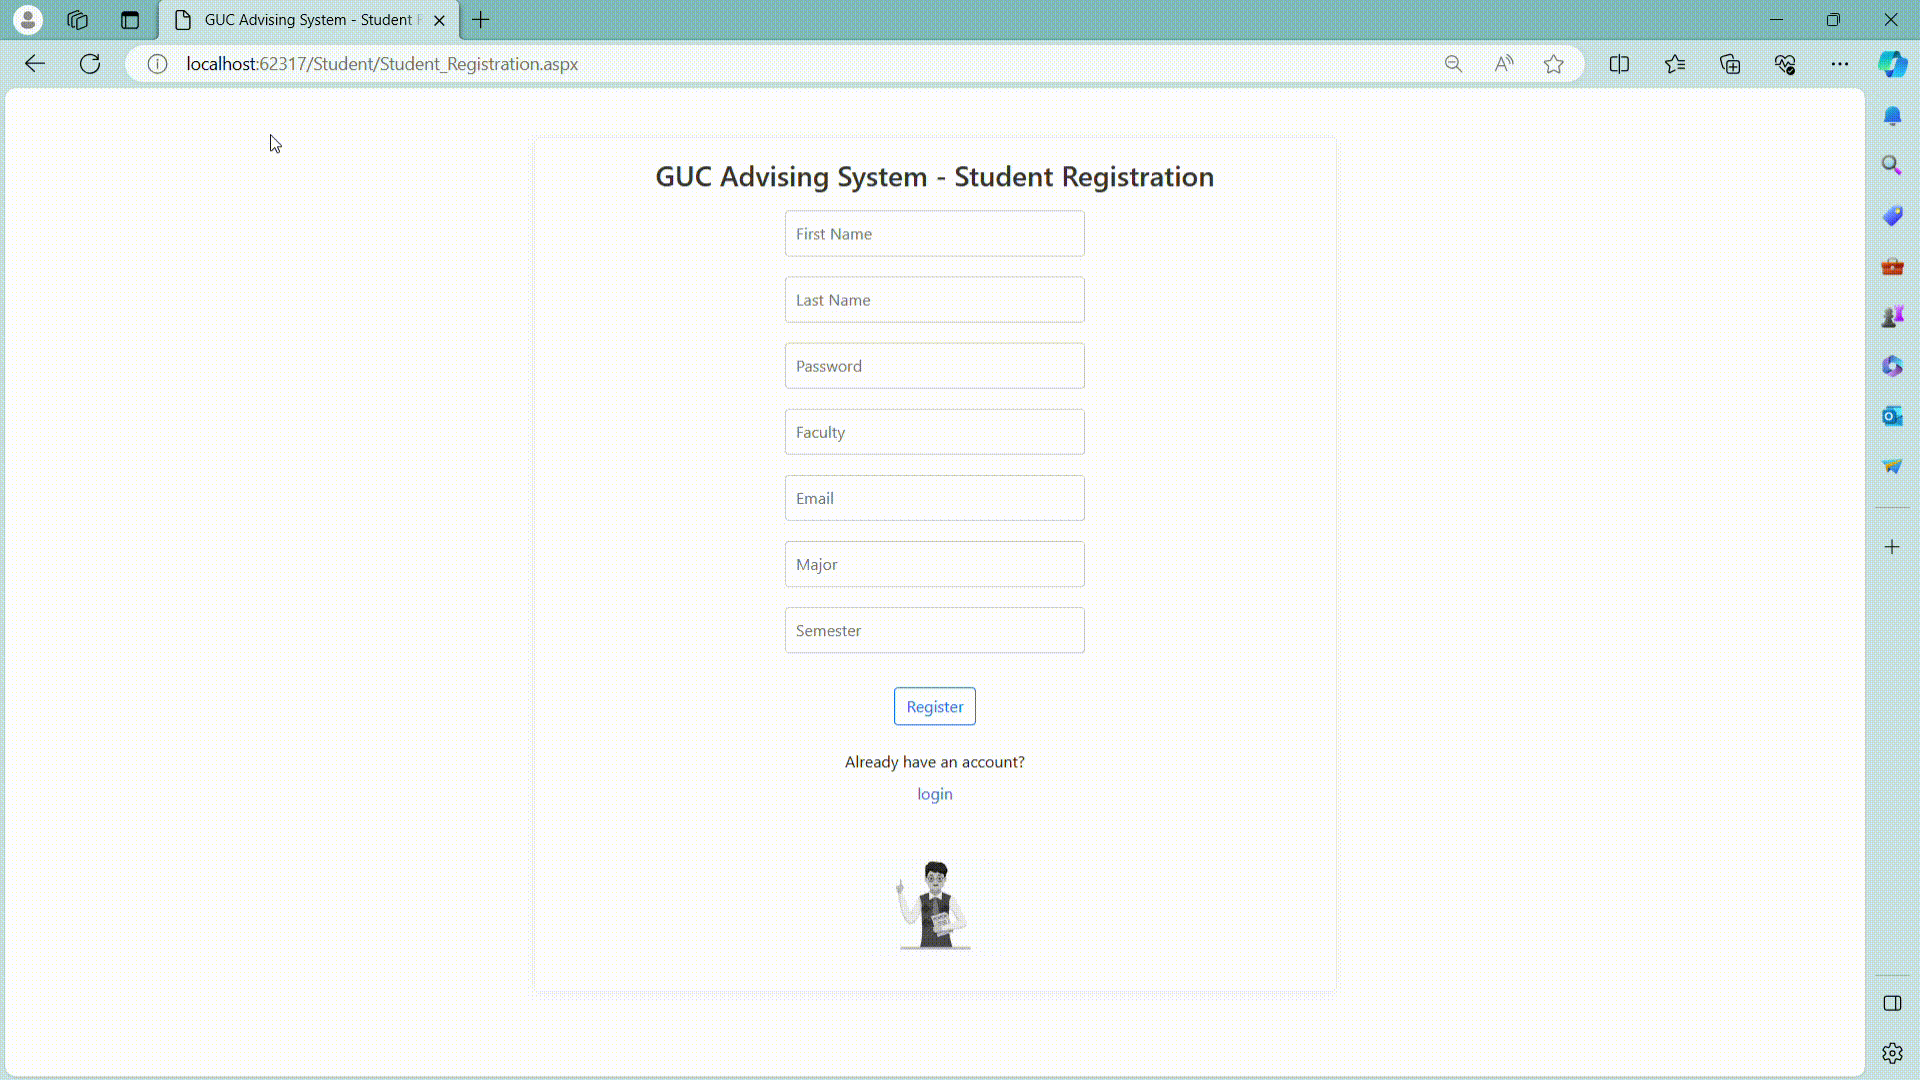 GUC Advising System - Student
localhost:62317/Student/Student_Registration.aspx
GUC Advising System - Student Registration
First Name
Last Name
Password
Faculty
Email
Major
Semester
Register
Already have an account?
login